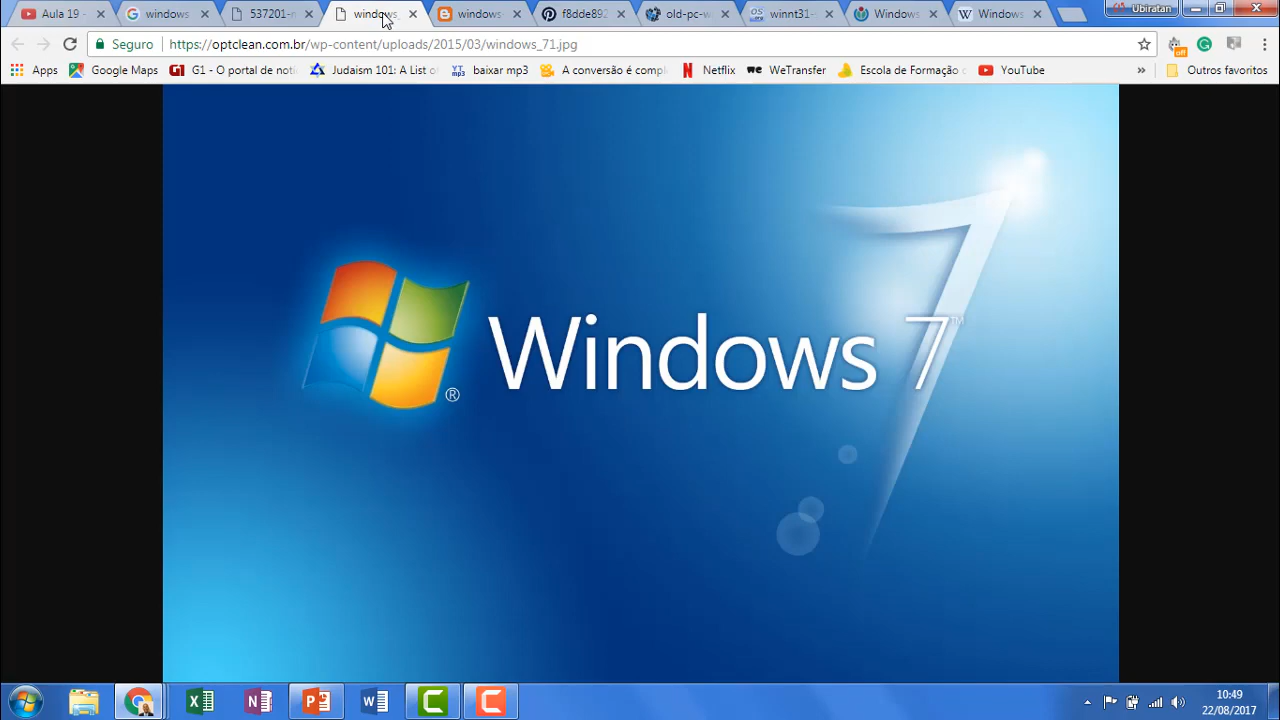 Aula 19 -
windows
537201-
windows
windows
f8dde892
old-pc-w
winnt31-
Windows
Windows
Ubiratan
Seguro
https://optclean.com.br/wp-content/uploads/2015/03/windows_71.jpg
off
Apps
Google Maps
G1 - O portal de notí
Judaism 101: A List o
baixar mp3
A conversão é compl
Netflix
WeTransfer
Escola de Formação
YouTube
»
Outros favoritos
Windows 7™
®
10:49
22/08/2017